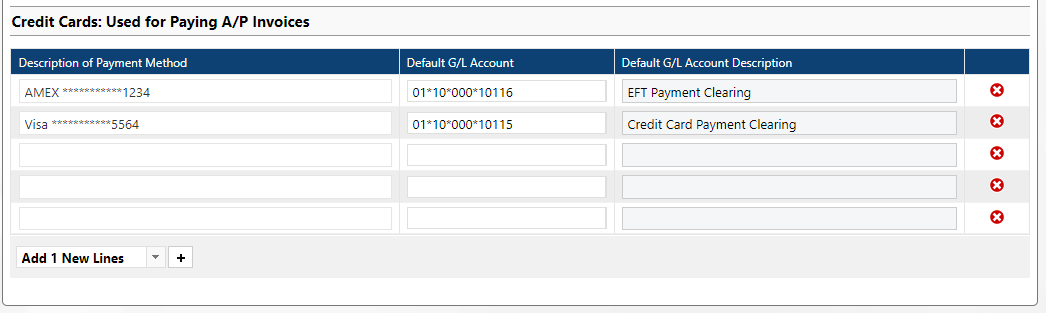 Credit Cards: Used for Paying A/P Invoices
Description of Payment Method Default G/L Account Default G/L Account Description
AMEX ***********1234 01*10*000*10116 EFT Payment Clearing
Visa ***********5564 01*10*000*10115 Credit Card Payment Clearing
Add 1 New Lines +